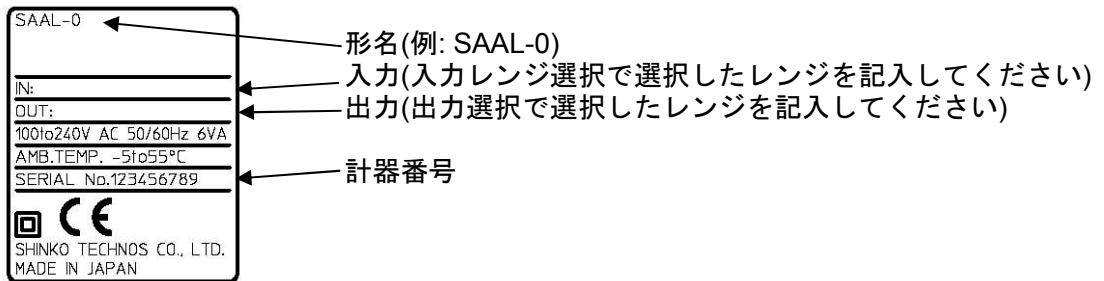 SAAL-0
形名(例: SAAL-0)
入力(入力レンジ選択で選択したレンジを記入してください)
IN:
出力(出力選択で選択したレンジを記入してください)
OUT:
100to240V AC 50/60Hz 6VA
AMB.TEMP. -5to55°C
計器番号
SERIAL No.123456789
CE
SHINKO TECHNOS CO., LTD.
MADE IN JAPAN